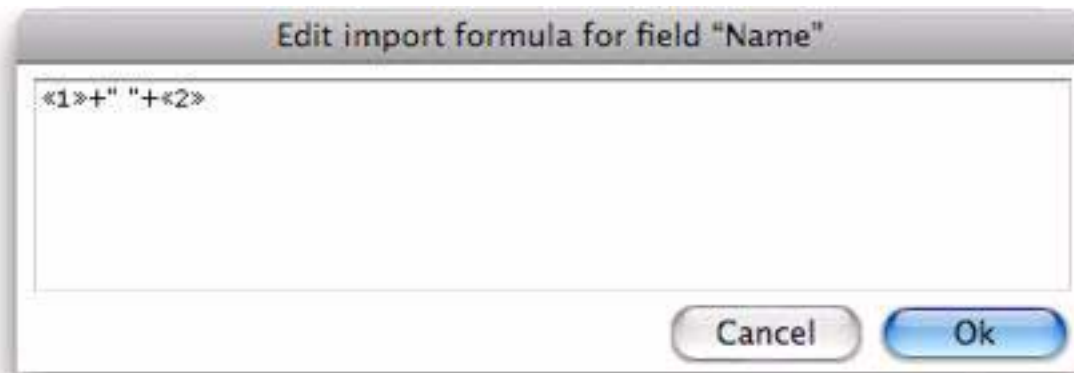 Edit import formula for field “Name”
«1»+" "+«2»
Cancel
Ok